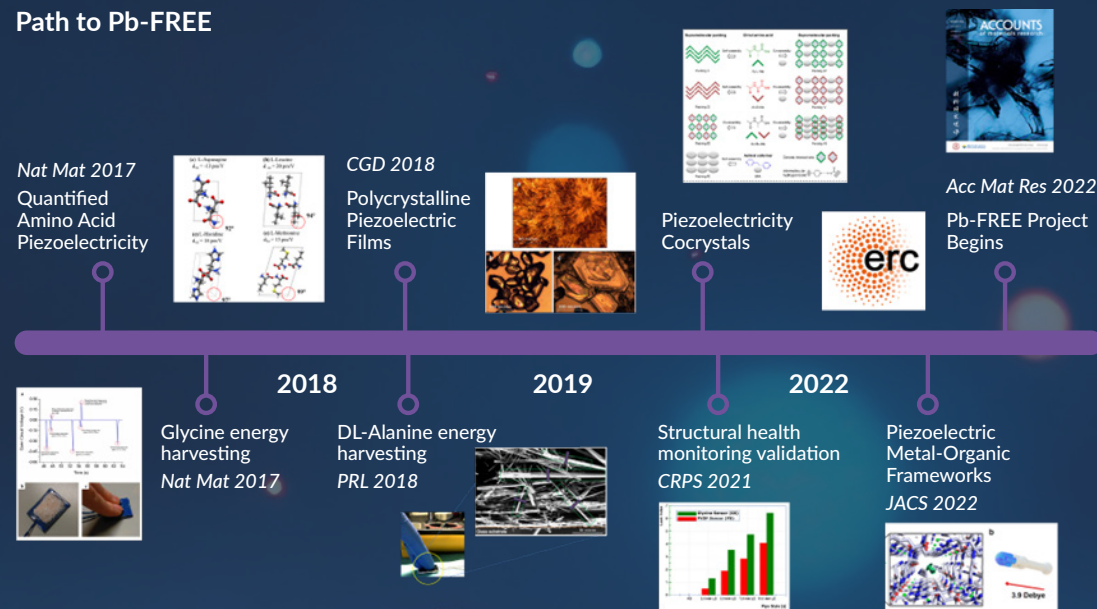 Path to Pb-FREE
Nat Mat 2017
Quantified
Amino Acid
Piezoelectricity
CGD 2018
Polycrystalline
Piezoelectric
Films
Piezoelectricity
Cocrystals
ACCOUNTS
erc
Acc Mat Res 2022
Pb-FREE Project
Begins
2018
2019
2022
Glycine energy
harvesting
Nat Mat 2017
DL-Alanine energy
harvesting
PRL 2018
Structural health
monitoring validation
CRPS 2021
Piezoelectric
Metal-Organic
Frameworks
JACS 2022
b
3.9 Debye